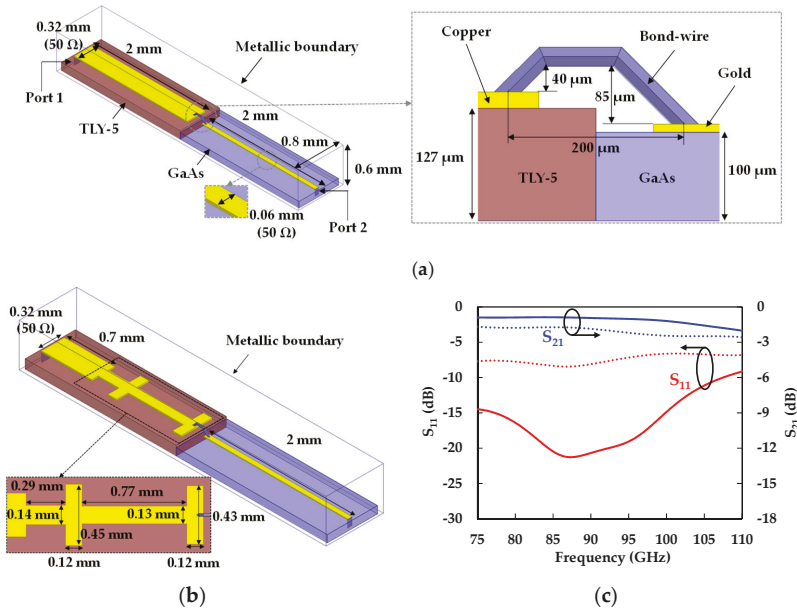 0.32 mm
(50 Ω)
2 mm
Metallic boundary
Port 1
TLY-5
2 mm
0.8 mm
0.6 mm
GaAs
0.06 mm
(50 Ω)
Port 2
Copper
Bond-wire
40 µm
Gold
85 µm
127 µm
200 µm
100 µm
TLY-5
GaAs
(a)
0.32 mm
(50 Ω)
0.7 mm
Metallic boundary
2 mm
0.29 mm
0.77 mm
0.14 mm
0.13 mm
0.43 mm
0.45 mm
0.12 mm
0.12 mm
(b)
0
-5
-10
-15
-20
-25
-30
S11 (dB)
0
-3
-6
-9
-12
-15
-18
S21 (dB)
S21
S11
75 80 85 90 95 100 105 110
Frequency (GHz)
(c)